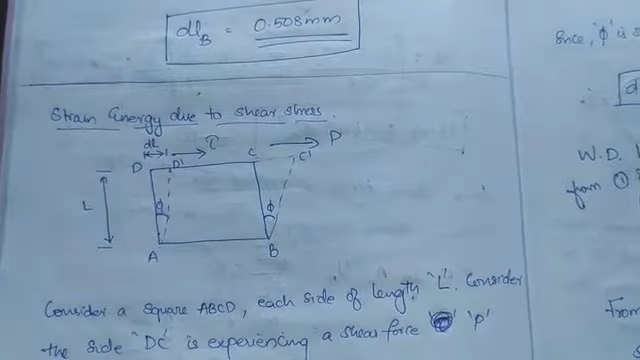 dl_B = 0.508mm
Since, 'ϕ' is
Strain Energy due to shear stress.
dl
τ
P
D
D'
C
C'
L
ϕ
ϕ
A
B
W.D.
from ①
Consider a square ABCD, each side of length 'L'. Consider
the side 'DC' is experiencing a shear force 'P'
From